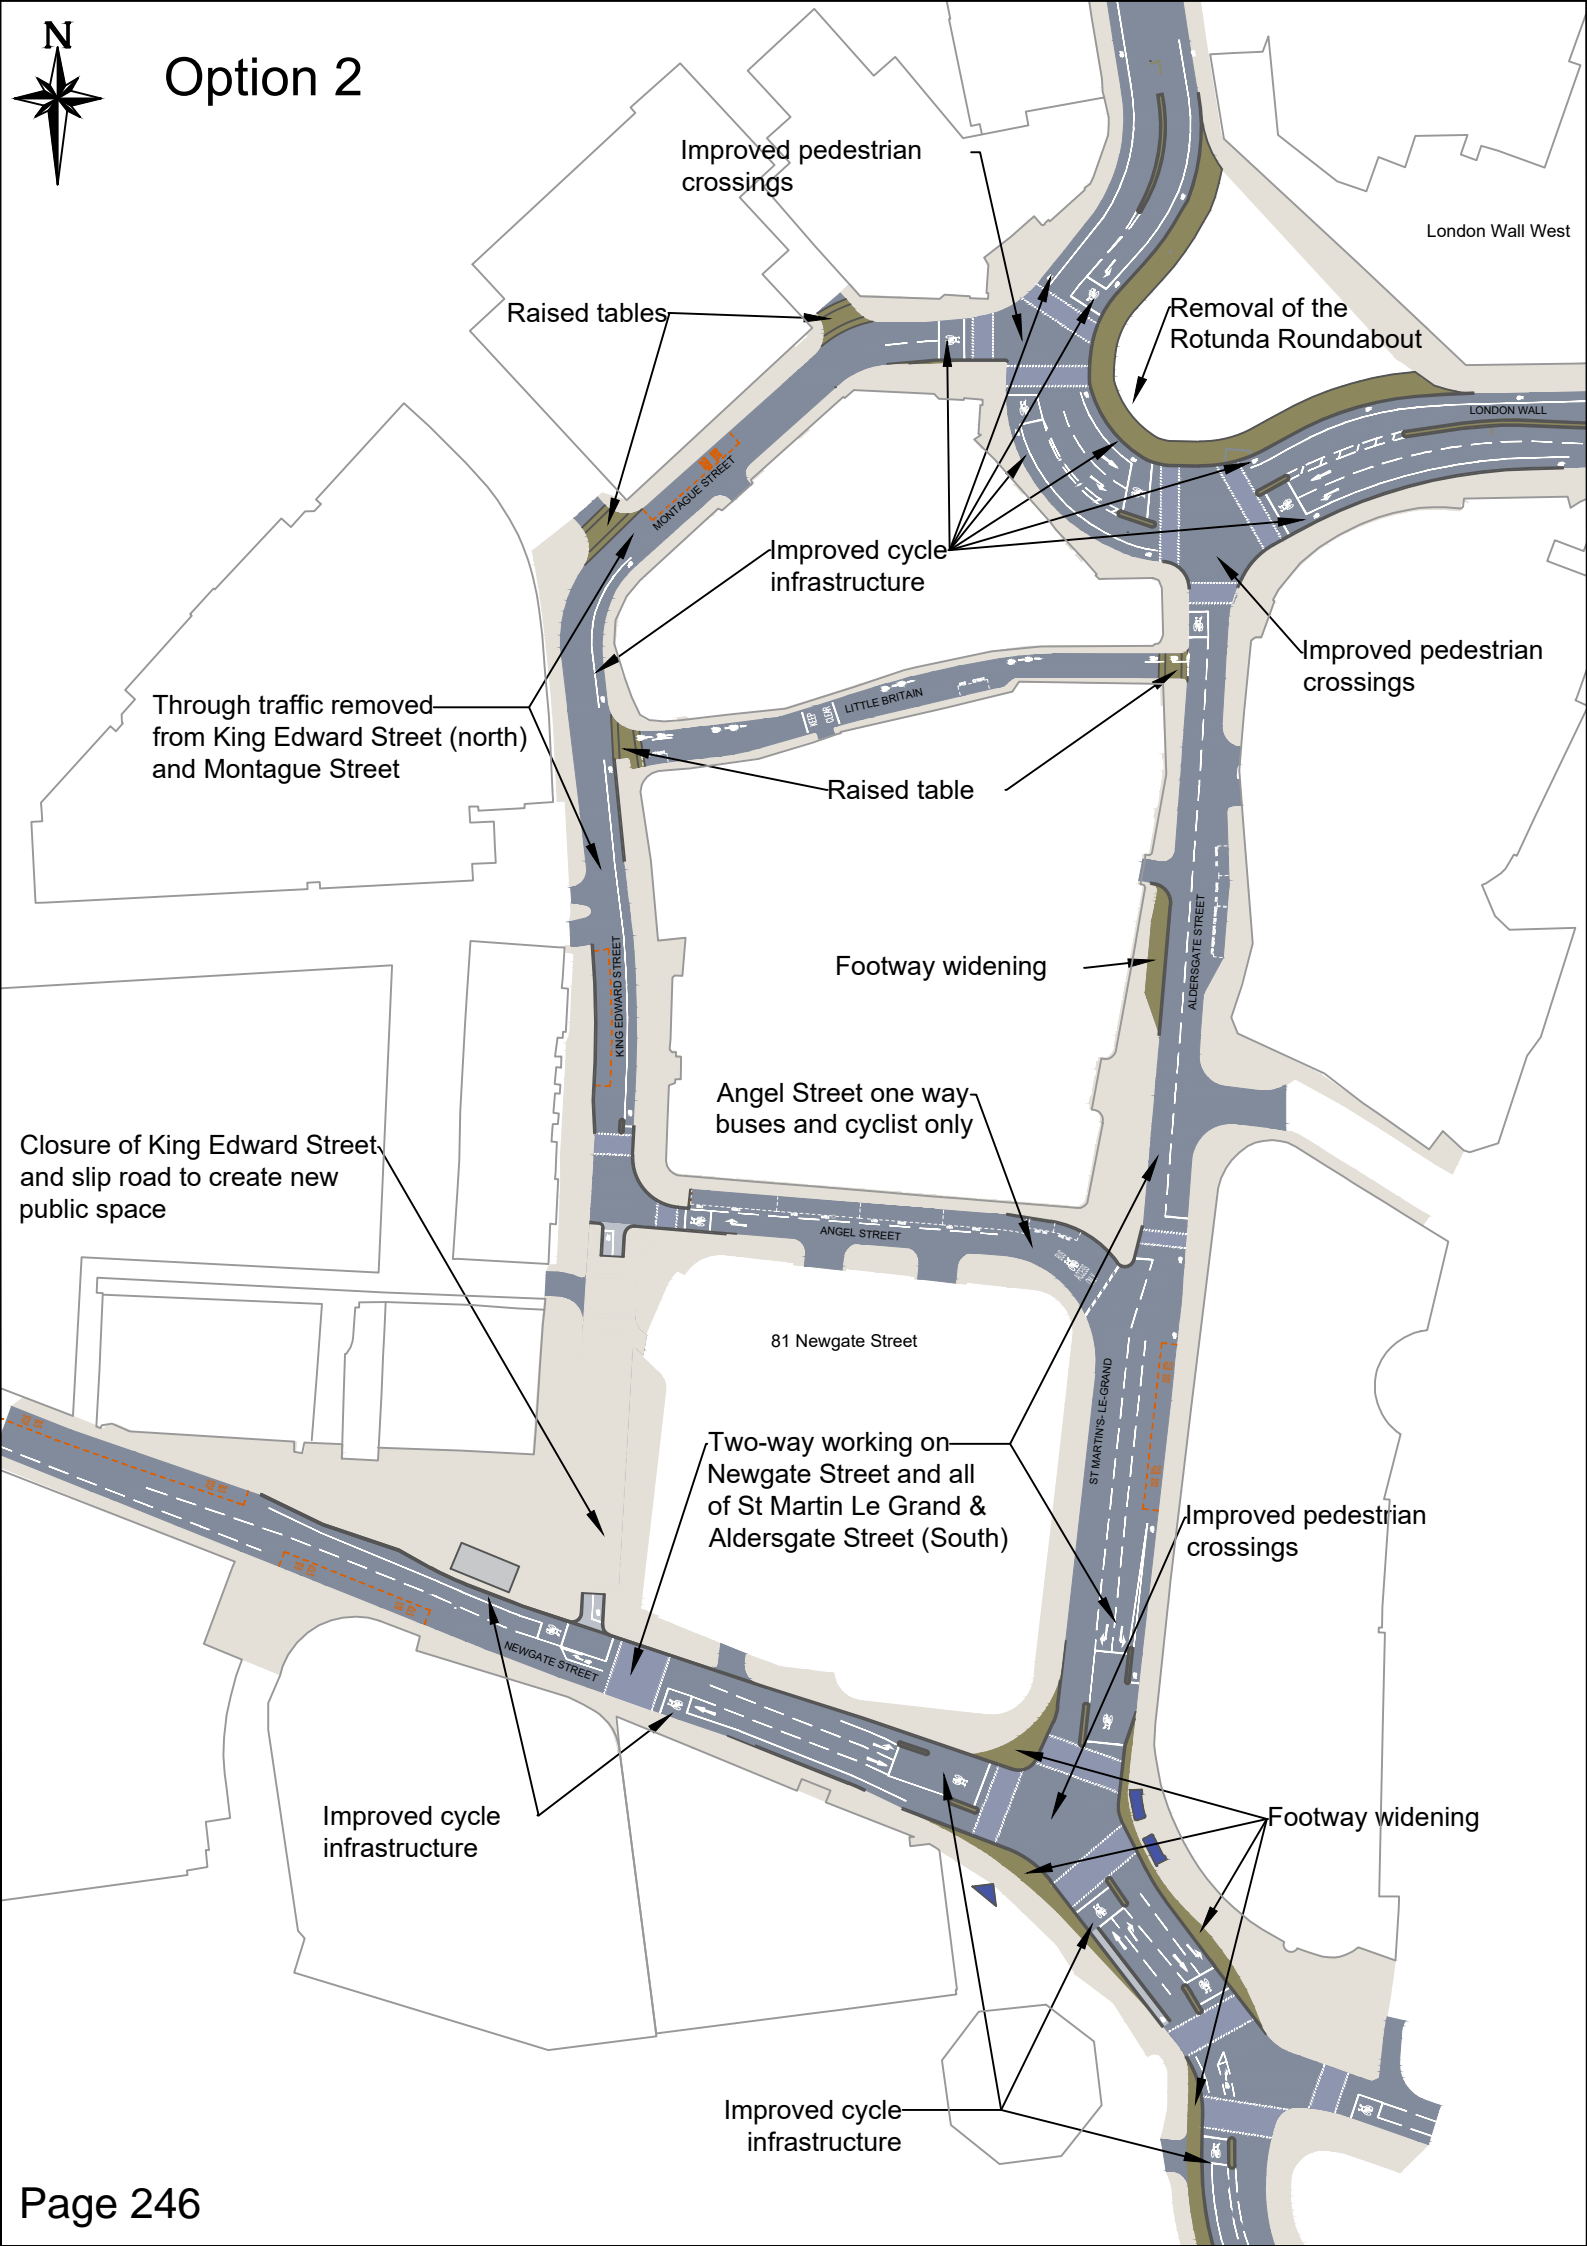 N
Option 2
Improved pedestrian
crossings
London Wall West
Raised tables
Removal of the
Rotunda Roundabout
LONDON WALL
MONTAGUE STREET
Improved cycle
infrastructure
Improved pedestrian
crossings
Through traffic removed
from King Edward Street (north)
and Montague Street
KEEP
CLEAR
LITTLE BRITAIN
Raised table
ALDERSGATE STREET
Footway widening
KING EDWARD STREET
Angel Street one way
buses and cyclist only
Closure of King Edward Street
and slip road to create new
public space
ANGEL STREET
81 Newgate Street
ST MARTIN'S- LE-GRAND
Two-way working on
Newgate Street and all
of St Martin Le Grand &
Aldersgate Street (South)
Improved pedestrian
crossings
NEWGATE STREET
Improved cycle
infrastructure
Footway widening
Improved cycle
infrastructure
Page 246